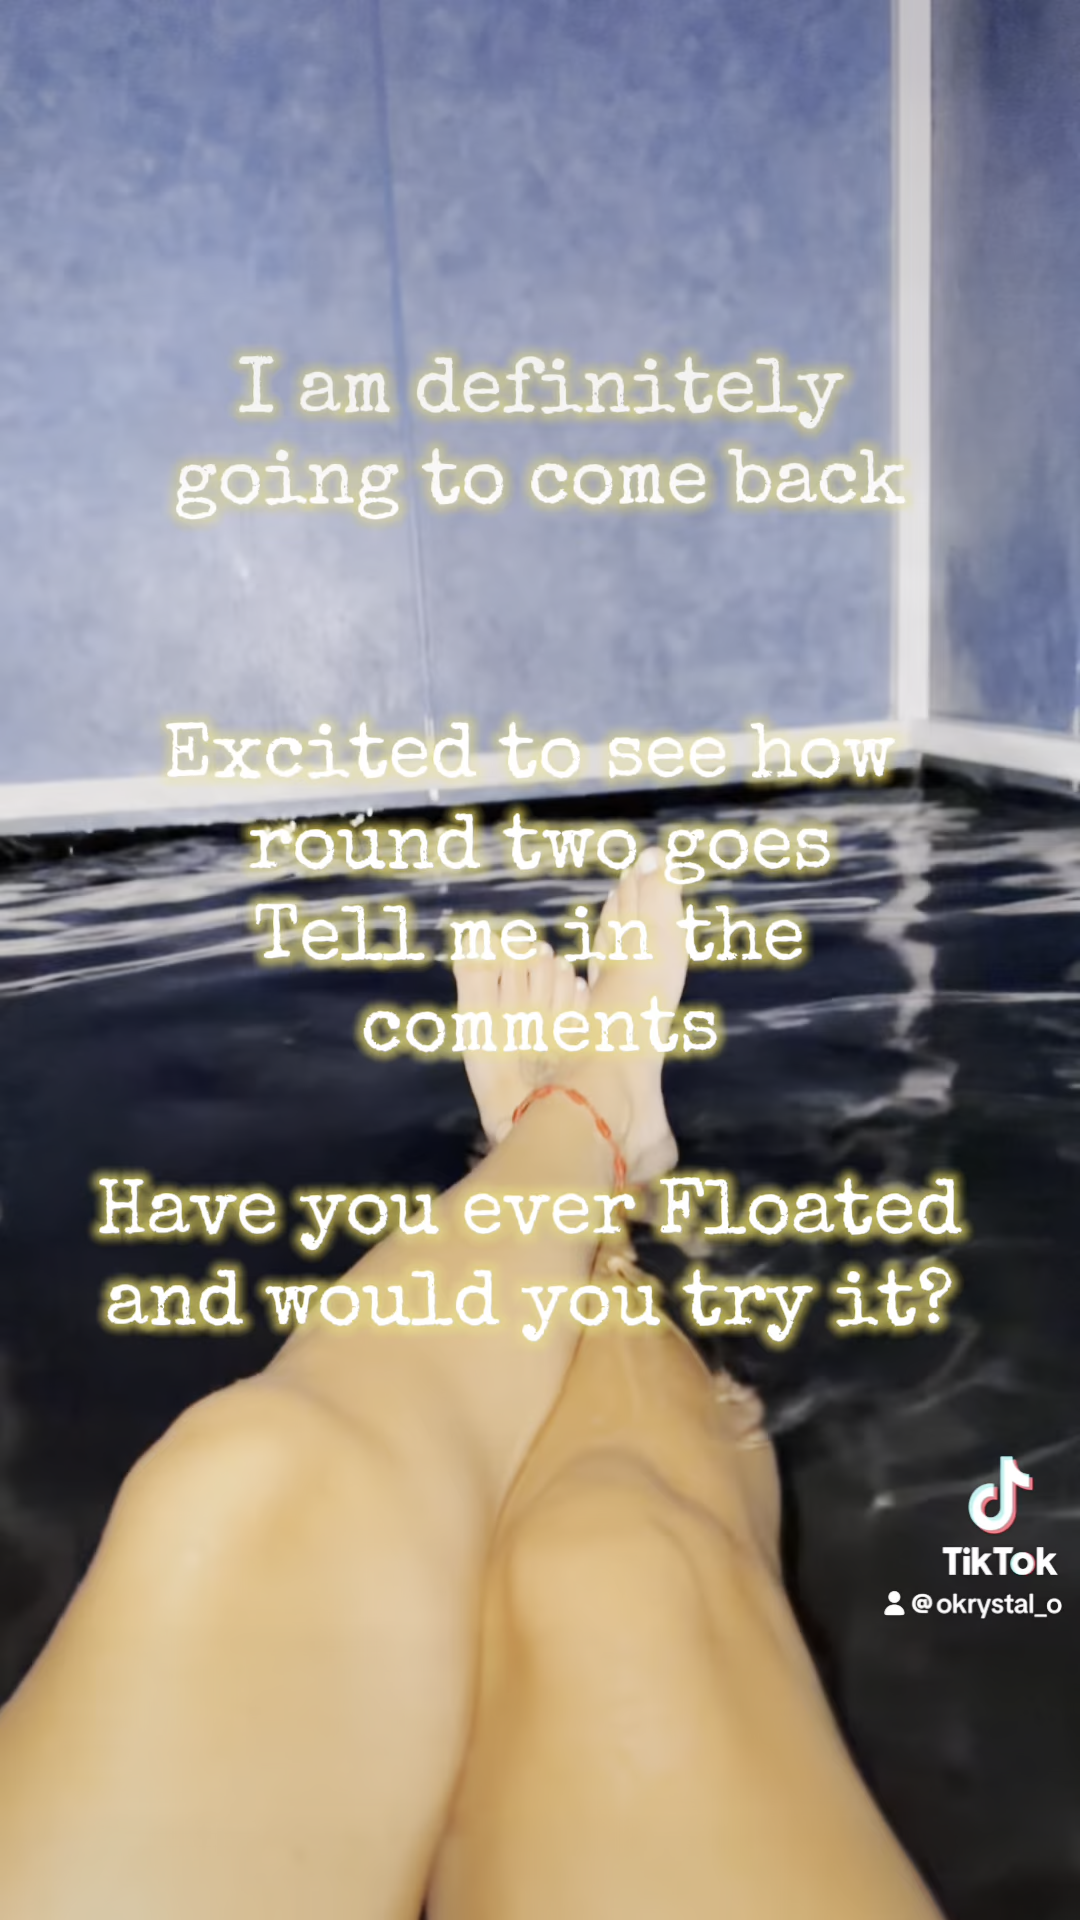 I am definitely
going to come back
Excited to see how
round two goes
Tell me in the
comments
Have you ever Floated
and would you try it?
TikTok
@okrystal_o